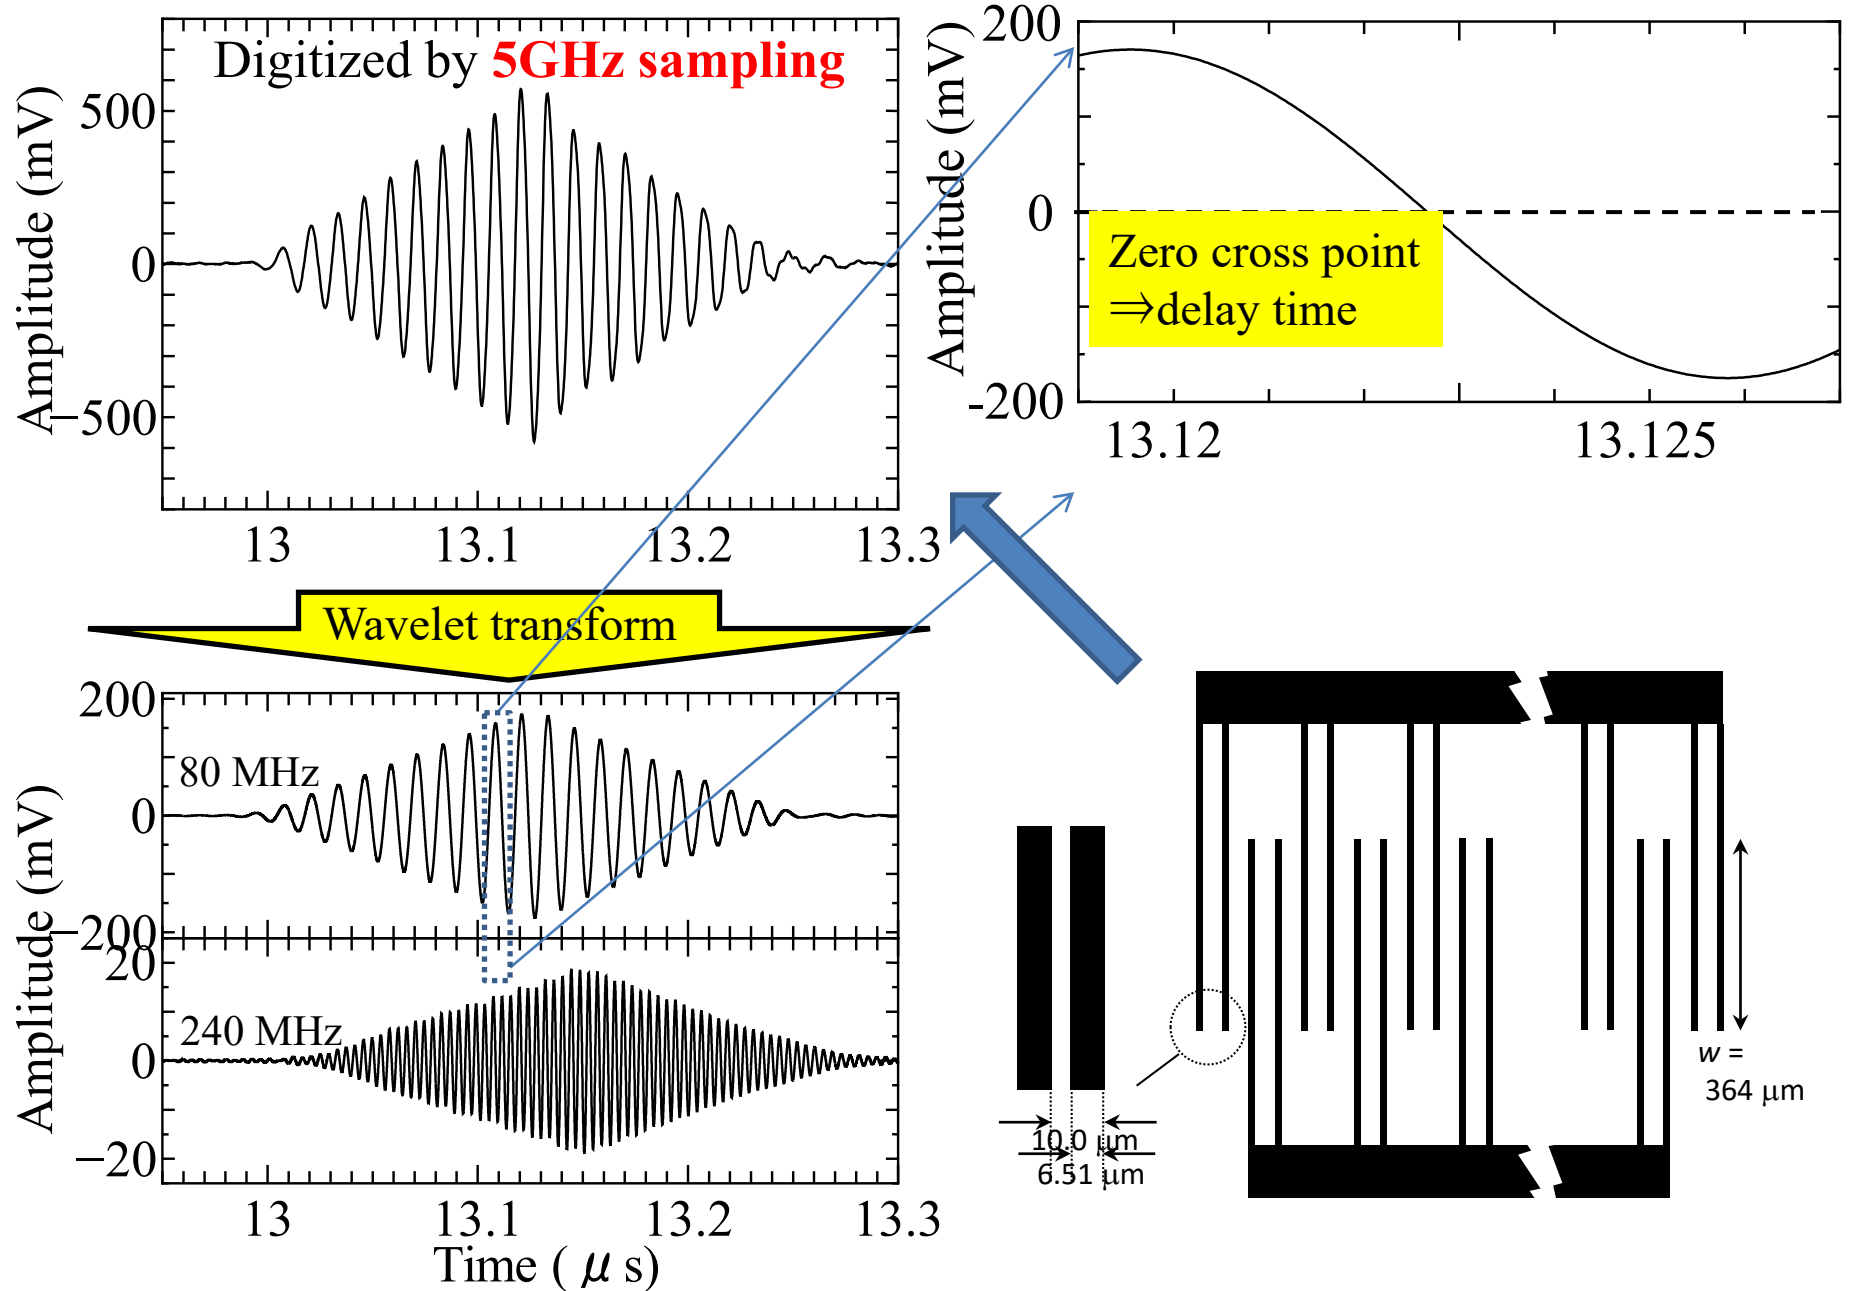 Digitized by 5GHz sampling
Amplitude (mV)
500
0
−500
13
13.1
13.2
13.3
Amplitude (mV)
200
0
-200
13.12
13.125
Zero cross point
⇒delay time
Wavelet transform
Amplitude (mV)
200
0
−200
80 MHz
Amplitude (mV)
20
0
−20
240 MHz
13
13.1
13.2
13.3
Time ( μ s)
10.0 μm
6.51 μm
w =
364 μm